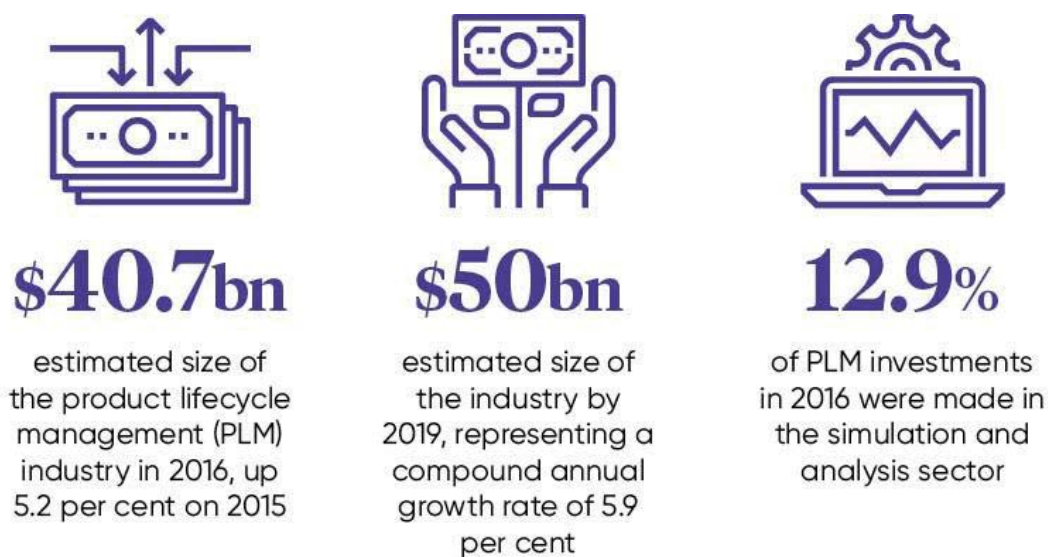 $40.7bn
estimated size of
the product lifecycle
management (PLM)
industry in 2016, up
5.2 per cent on 2015
$50bn
estimated size of
the industry by
2019, representing a
compound annual
growth rate of 5.9
per cent
12.9%
of PLM investments
in 2016 were made in
the simulation and
analysis sector